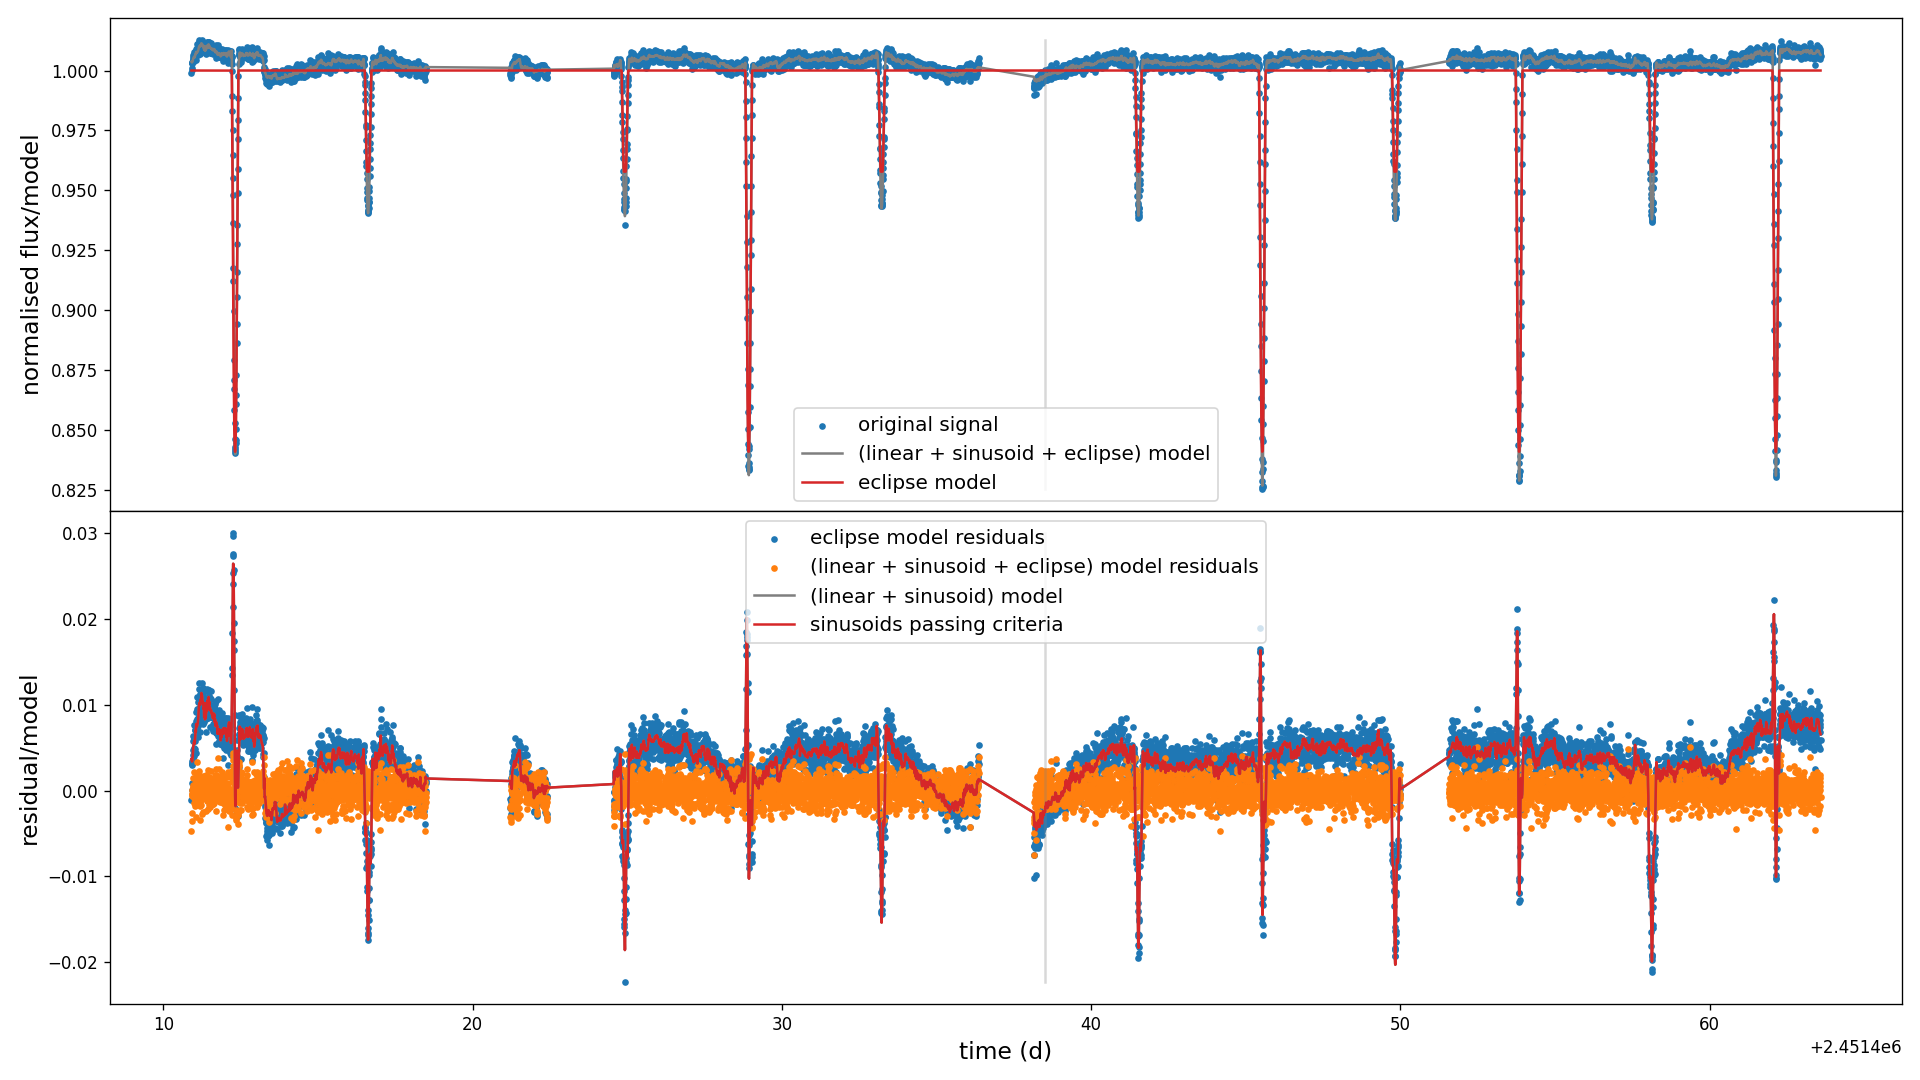 normalised flux/model
1.000
0.975
0.950
0.925
0.900
0.875
0.850
0.825
original signal
(linear + sinusoid + eclipse) model
eclipse model
residual/model
0.03
0.02
0.01
0.00
−0.01
−0.02
eclipse model residuals
(linear + sinusoid + eclipse) model residuals
(linear + sinusoid) model
sinusoids passing criteria
10
20
30
40
50
60
time (d)
+2.4514e6